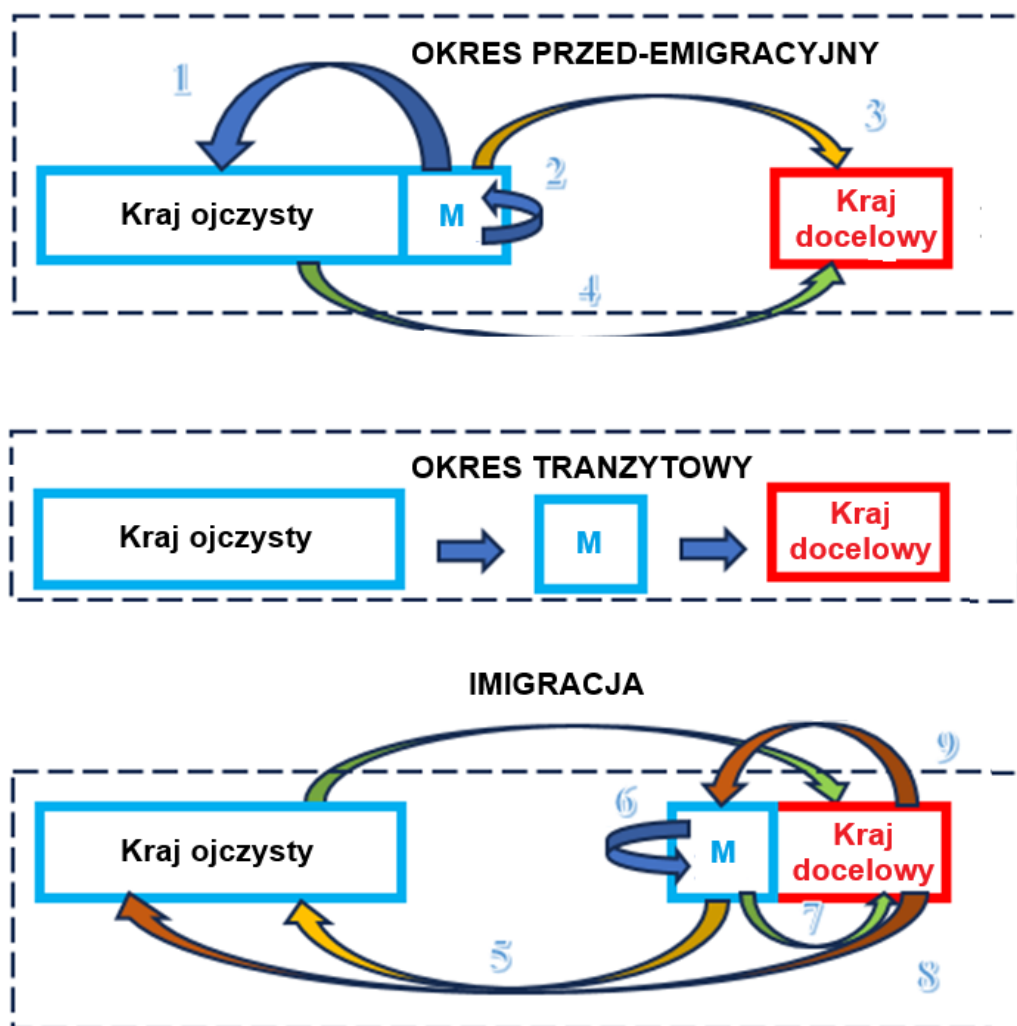 OKRES PRZED-EMIGRACYJNY
1
3
2
Kraj ojczysty
M
Kraj
docelowy
4
OKRES TRANZYTOWY
Kraj ojczysty
M
Kraj
docelowy
IMIGRACJA
9
6
Kraj ojczysty
M
Kraj
docelowy
7
5
8